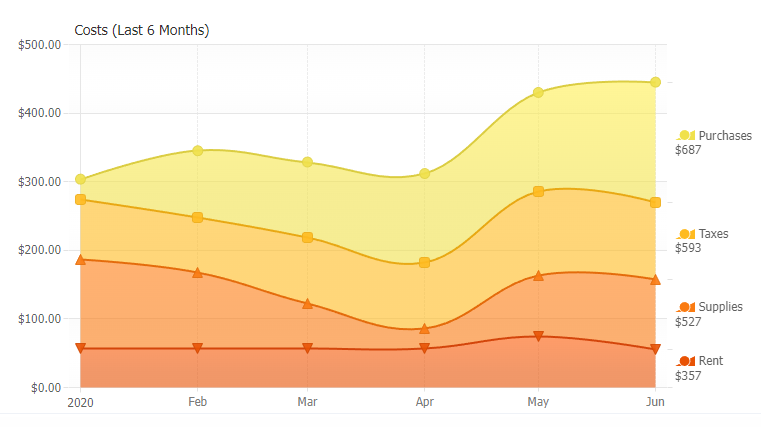 Costs (Last 6 Months)
$500.00
$400.00
$300.00
$200.00
$100.00
$0.00
2020 Feb Mar Apr May Jun
Purchases
$687
Taxes
$593
Supplies
$527
Rent
$357